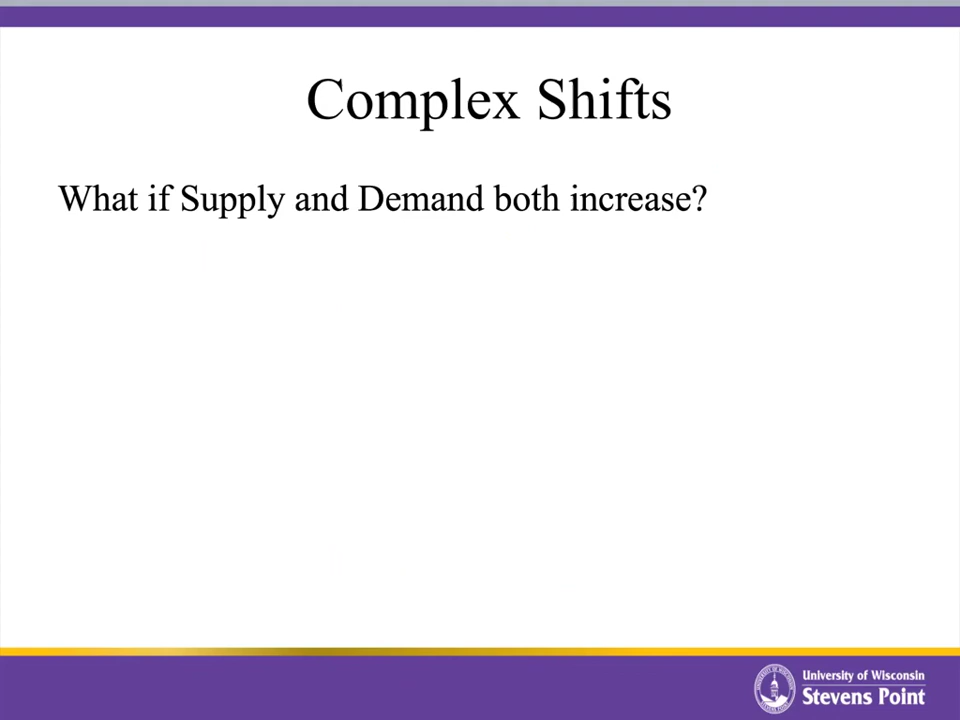 Complex Shifts
What if Supply and Demand both increase?
University of Wisconsin
Stevens Point